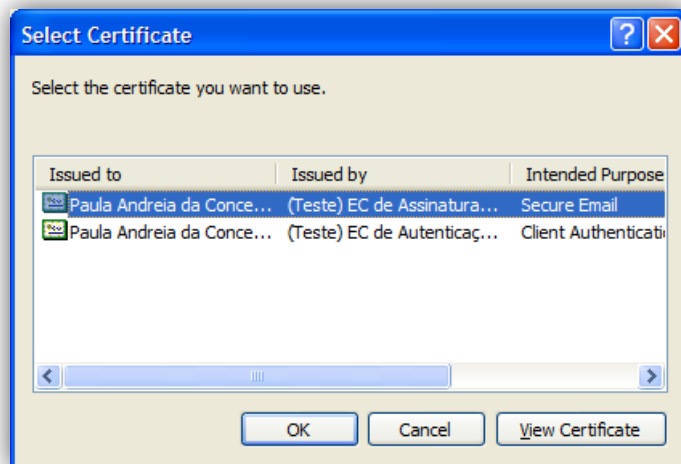 Select Certificate
Select the certificate you want to use.
Issued to Issued by Intended Purpose
Paula Andreia da Conce... (Teste) EC de Assinatura... Secure Email
Paula Andreia da Conce... (Teste) EC de Autenticaç... Client Authenticati
OK Cancel View Certificate